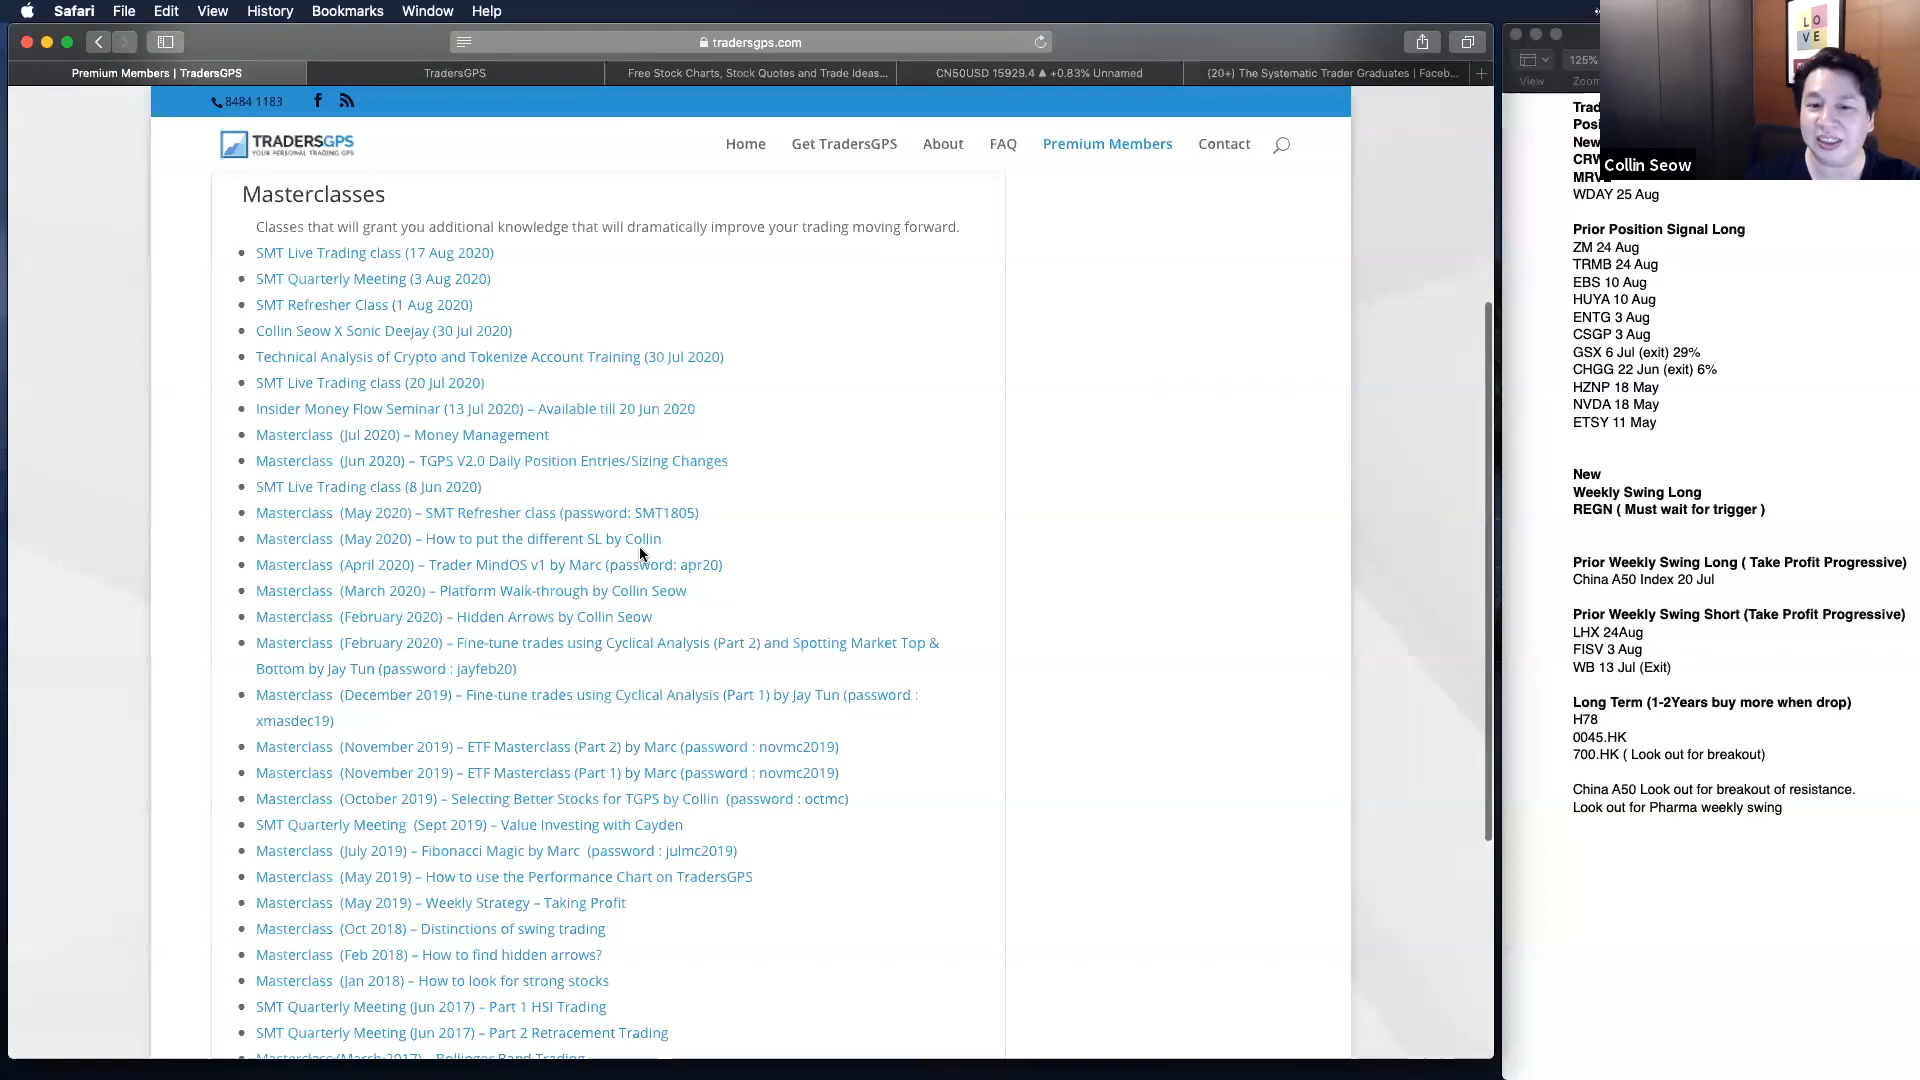 Safari File Edit View History Bookmarks Window Help
tradersgps.com
Premium Members | TradersGPS
TradersGPS
Free Stock Charts, Stock Quotes and Trade Ideas...
CN50USD 15929.4 ▲ +0.83% Unnamed
(20+) The Systematic Trader Graduates | Faceb...
8484 1183
TRADERSGPS
YOUR PERSONAL TRADING GPS
Home Get TradersGPS About FAQ Premium Members Contact
Masterclasses
Classes that will grant you additional knowledge that will dramatically improve your trading moving forward.
SMT Live Trading class (17 Aug 2020)
SMT Quarterly Meeting (3 Aug 2020)
SMT Refresher Class (1 Aug 2020)
Collin Seow X Sonic Deejay (30 Jul 2020)
Technical Analysis of Crypto and Tokenize Account Training (30 Jul 2020)
SMT Live Trading class (20 Jul 2020)
Insider Money Flow Seminar (13 Jul 2020) – Available till 20 Jun 2020
Masterclass (Jul 2020) – Money Management
Masterclass (Jun 2020) – TGPS V2.0 Daily Position Entries/Sizing Changes
SMT Live Trading class (8 Jun 2020)
Masterclass (May 2020) – SMT Refresher class (password: SMT1805)
Masterclass (May 2020) – How to put the different SL by Collin
Masterclass (April 2020) – Trader MindOS v1 by Marc (password: apr20)
Masterclass (March 2020) – Platform Walk-through by Collin Seow
Masterclass (February 2020) – Hidden Arrows by Collin Seow
Masterclass (February 2020) – Fine-tune trades using Cyclical Analysis (Part 2) and Spotting Market Top &
Bottom by Jay Tun (password : jayfeb20)
Masterclass (December 2019) – Fine-tune trades using Cyclical Analysis (Part 1) by Jay Tun (password :
xmasdec19)
Masterclass (November 2019) – ETF Masterclass (Part 2) by Marc (password : novmc2019)
Masterclass (November 2019) – ETF Masterclass (Part 1) by Marc (password : novmc2019)
Masterclass (October 2019) – Selecting Better Stocks for TGPS by Collin (password : octmc)
SMT Quarterly Meeting (Sept 2019) – Value Investing with Cayden
Masterclass (July 2019) – Fibonacci Magic by Marc (password : julmc2019)
Masterclass (May 2019) – How to use the Performance Chart on TradersGPS
Masterclass (May 2019) – Weekly Strategy – Taking Profit
Masterclass (Oct 2018) – Distinctions of swing trading
Masterclass (Feb 2018) – How to find hidden arrows?
Masterclass (Jan 2018) – How to look for strong stocks
SMT Quarterly Meeting (Jun 2017) – Part 1 HSI Trading
SMT Quarterly Meeting (Jun 2017) – Part 2 Retracement Trading
Masterclass (March 2017) – Bollinger Band Trading
125%
View Zoom
LOVE
Collin Seow
Trad
Posi
New
CRW
MRV
WDAY 25 Aug
Prior Position Signal Long
ZM 24 Aug
TRMB 24 Aug
EBS 10 Aug
HUYA 10 Aug
ENTG 3 Aug
CSGP 3 Aug
GSX 6 Jul (exit) 29%
CHGG 22 Jun (exit) 6%
HZNP 18 May
NVDA 18 May
ETSY 11 May
New
Weekly Swing Long
REGN ( Must wait for trigger )
Prior Weekly Swing Long ( Take Profit Progressive)
China A50 Index 20 Jul
Prior Weekly Swing Short (Take Profit Progressive)
LHX 24Aug
FISV 3 Aug
WB 13 Jul (Exit)
Long Term (1-2Years buy more when drop)
H78
0045.HK
700.HK ( Look out for breakout)
China A50 Look out for breakout of resistance.
Look out for Pharma weekly swing